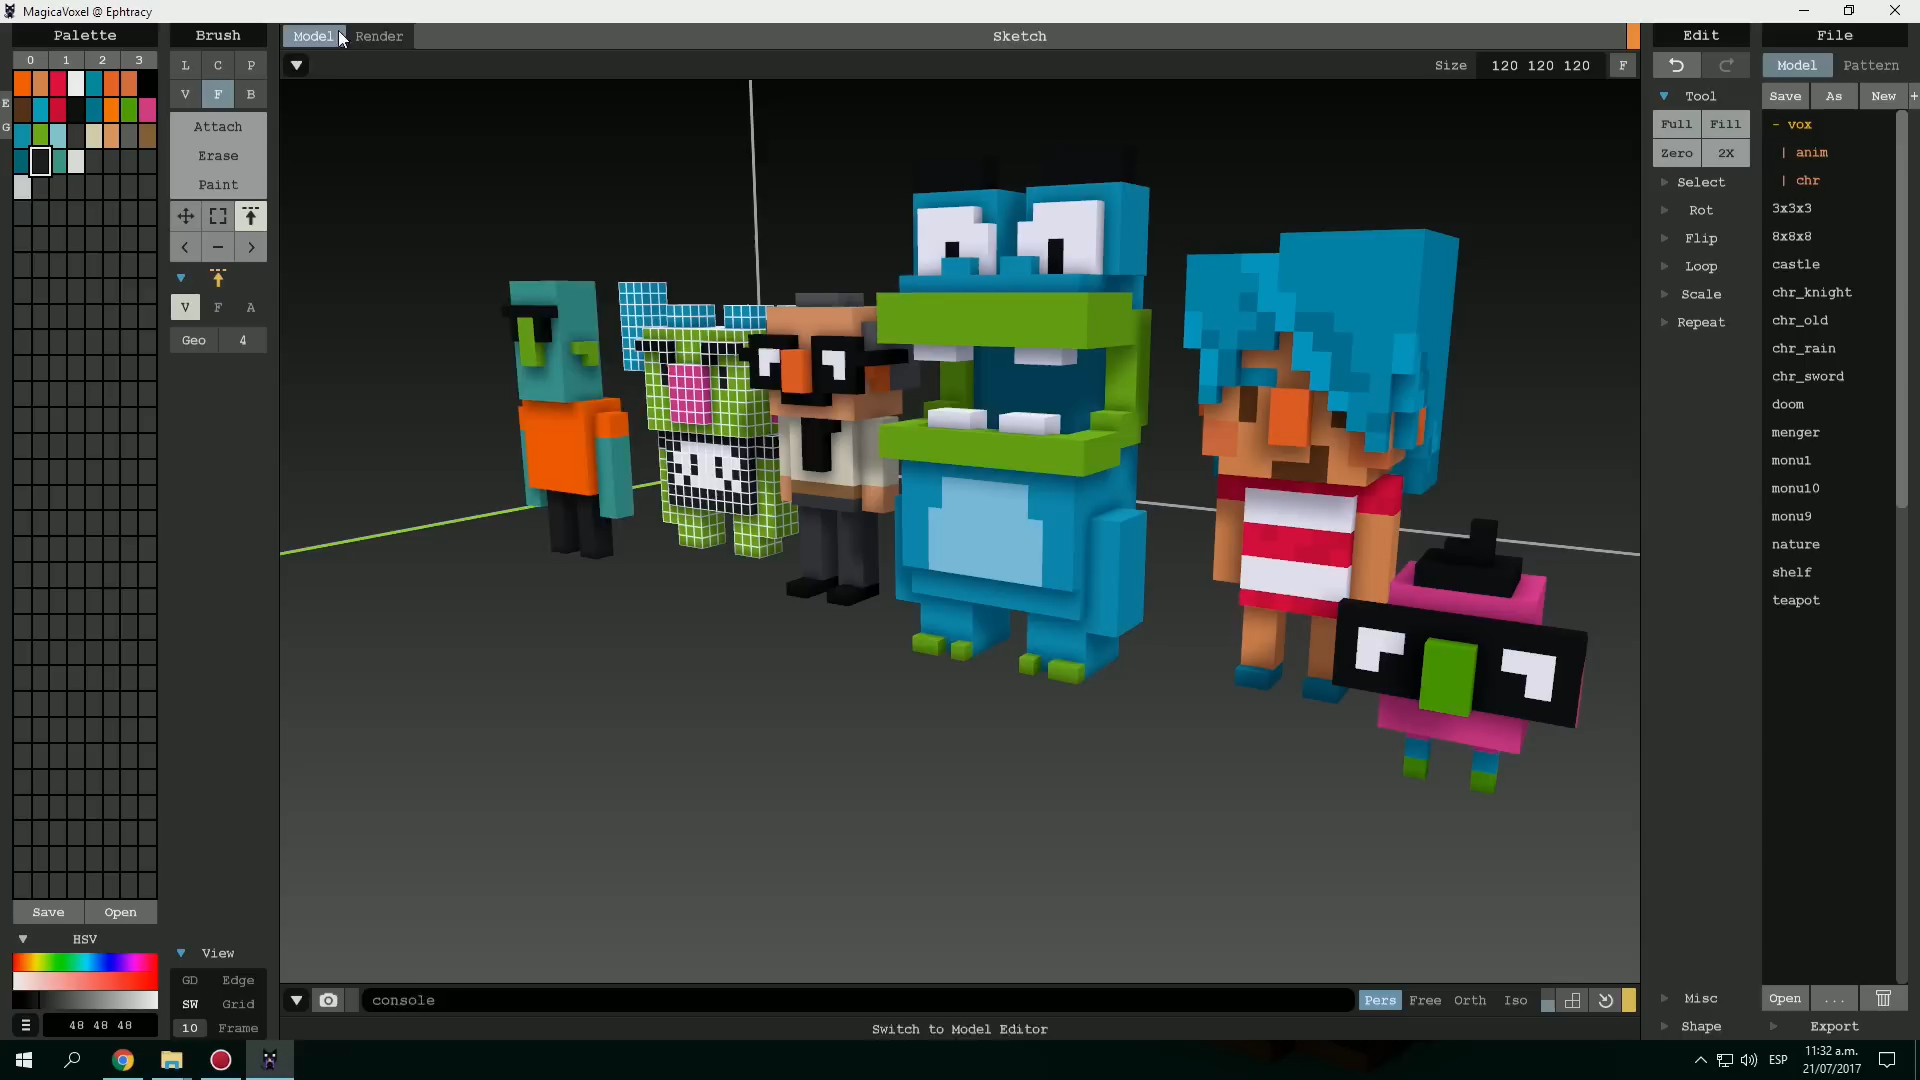 MagicaVoxel @ Ephtracy
Palette
0 1 2 3
E
G
Save Open
HSV
48 48 48
Brush
L C P
V F B
Attach
Erase
Paint
V F A
Geo 4
View
GD Edge
SW Grid
10 Frame
Model Render Sketch
Size 120 120 120 F
console
Pers Free Orth Iso
Switch to Model Editor
Edit
Tool
Full Fill
Zero 2X
Select
Rot
Flip
Loop
Scale
Repeat
Misc
Shape
File
Model Pattern
Save As New +
- vox
| anim
| chr
3x3x3
8x8x8
castle
chr_knight
chr_old
chr_rain
chr_sword
doom
menger
monu1
monu10
monu9
nature
shelf
teapot
Open ...
Export
ESP
11:32 a.m.
21/07/2017